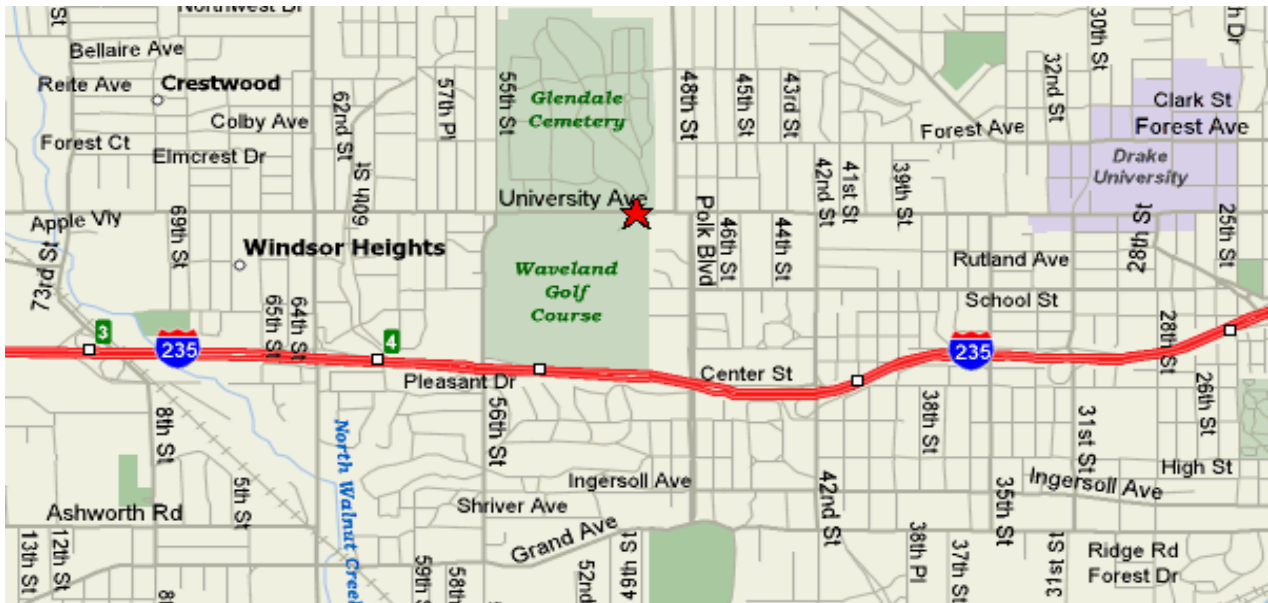 Northwest Dr
St
Bellaire Ave
Reite Ave
Crestwood
Colby Ave
Forest Ct
Elmcrest Dr
62nd St
60th St
57th Pl
55th St
Glendale
Cemetery
48th St
45th St
43rd St
30th St
th Dr
32nd St
Clark St
Forest Ave
Forest Ave
Drake
University
42nd St
41st St
39th St
University Ave
Apple Vly
73rd St
69th St
Windsor Heights
65th St
64th St
Waveland
Golf
Course
Polk Blvd
46th St
44th St
Rutland Ave
28th St
25th St
School St
3
235
4
Pleasant Dr
Center St
235
28th St
26th St
8th St
5th St
North Walnut Creek
56th St
38th St
31st St
High St
Ingersoll Ave
Ingersoll Ave
42nd St
35th St
Shriver Ave
Ashworth Rd
Grand Ave
13th St
12th St
59th St
58th
52nd
49th St
38th Pl
37th St
31st St
Ridge Rd
Forest Dr